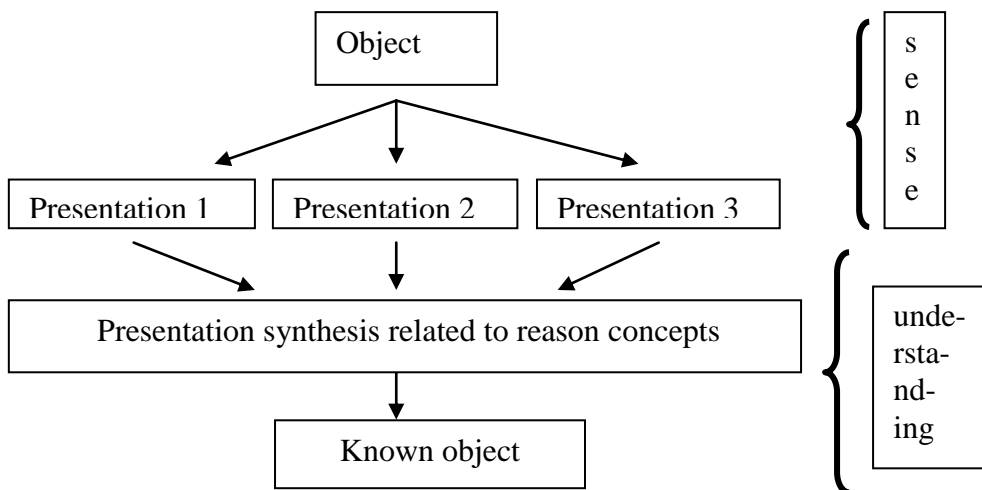 Object
s
e
n
s
e
Presentation 1
Presentation 2
Presentation 3
Presentation synthesis related to reason concepts
unde-
rsta-
nd-
ing
Known object